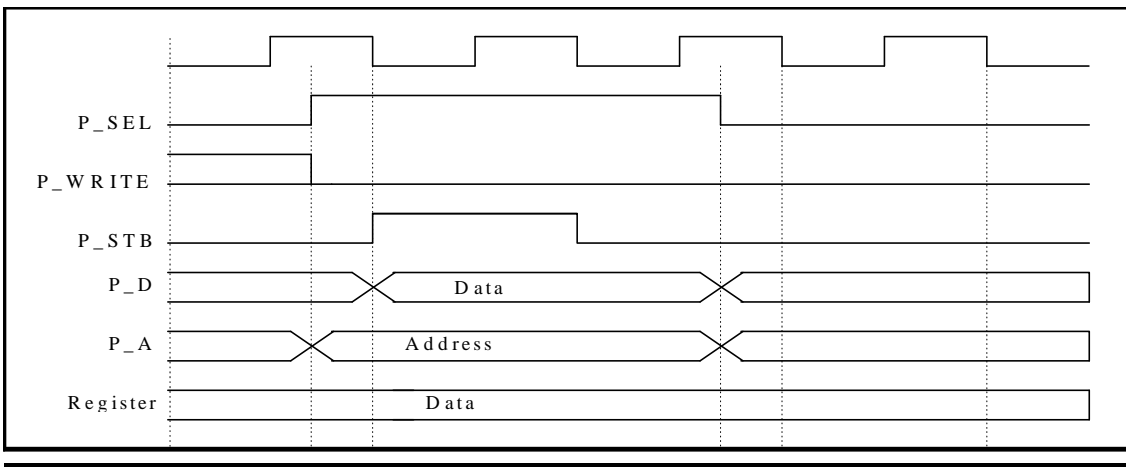 P_SEL
P_WRITE
P_STB
P_D Data
P_A Address
Register Data